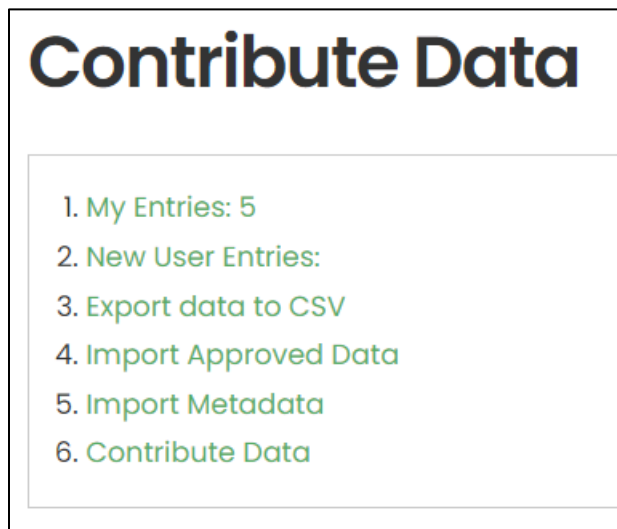 Contribute Data
1. My Entries: 5
2. New User Entries:
3. Export data to CSV
4. Import Approved Data
5. Import Metadata
6. Contribute Data